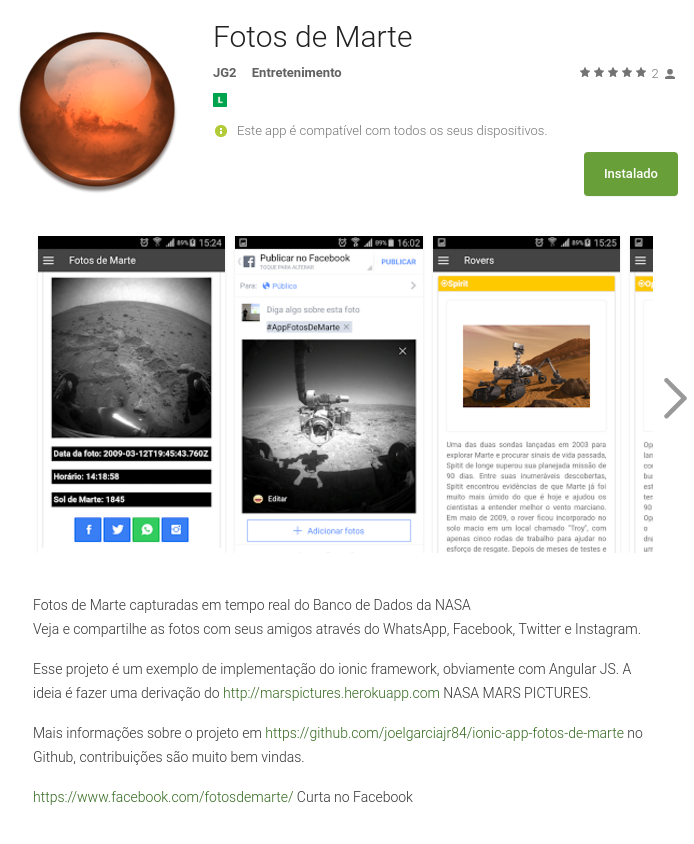 Fotos de Marte
JG2 Entretenimento
2
L
Este app é compatível com todos os seus dispositivos.
Instalado
89% 15:24
Fotos de Marte
Data da foto: 2009-03-12T19:45:43.760Z
Horário: 14:18:58
Sol de Marte: 1845
89% 16:02
Publicar no Facebook
TOQUE PARA ALTERAR
PUBLICAR
Para: Público
Diga algo sobre esta foto
#AppFotosDeMarte
Editar
+ Adicionar fotos
89% 15:25
Rovers
Spirit
Uma das duas sondas lançadas em 2003 para
explorar Marte e procurar sinais de vida passada,
Spitit de longe superou sua planejada missão de
90 dias. Entre suas inumeráveis descobertas,
Spitit encontrou evidências de que Marte já foi
muito mais úmido do que é hoje e ajudou os
cientistas a entender melhor o vento marciano.
Em maio de 2009, o rover ficou incorporado no
solo macio em um local chamado "Troy", com
apenas cinco rodas de trabalho para ajudar no
esforço de resgate. Depois de meses de testes e
Fotos de Marte capturadas em tempo real do Banco de Dados da NASA
Veja e compartilhe as fotos com seus amigos através do WhatsApp, Facebook, Twitter e Instagram.
Esse projeto é um exemplo de implementação do ionic framework, obviamente com Angular JS. A
ideia é fazer uma derivação do http://marspictures.herokuapp.com NASA MARS PICTURES.
Mais informações sobre o projeto em https://github.com/joelgarciajr84/ionic-app-fotos-de-marte no
Github, contribuições são muito bem vindas.
https://www.facebook.com/fotosdemarte/ Curta no Facebook